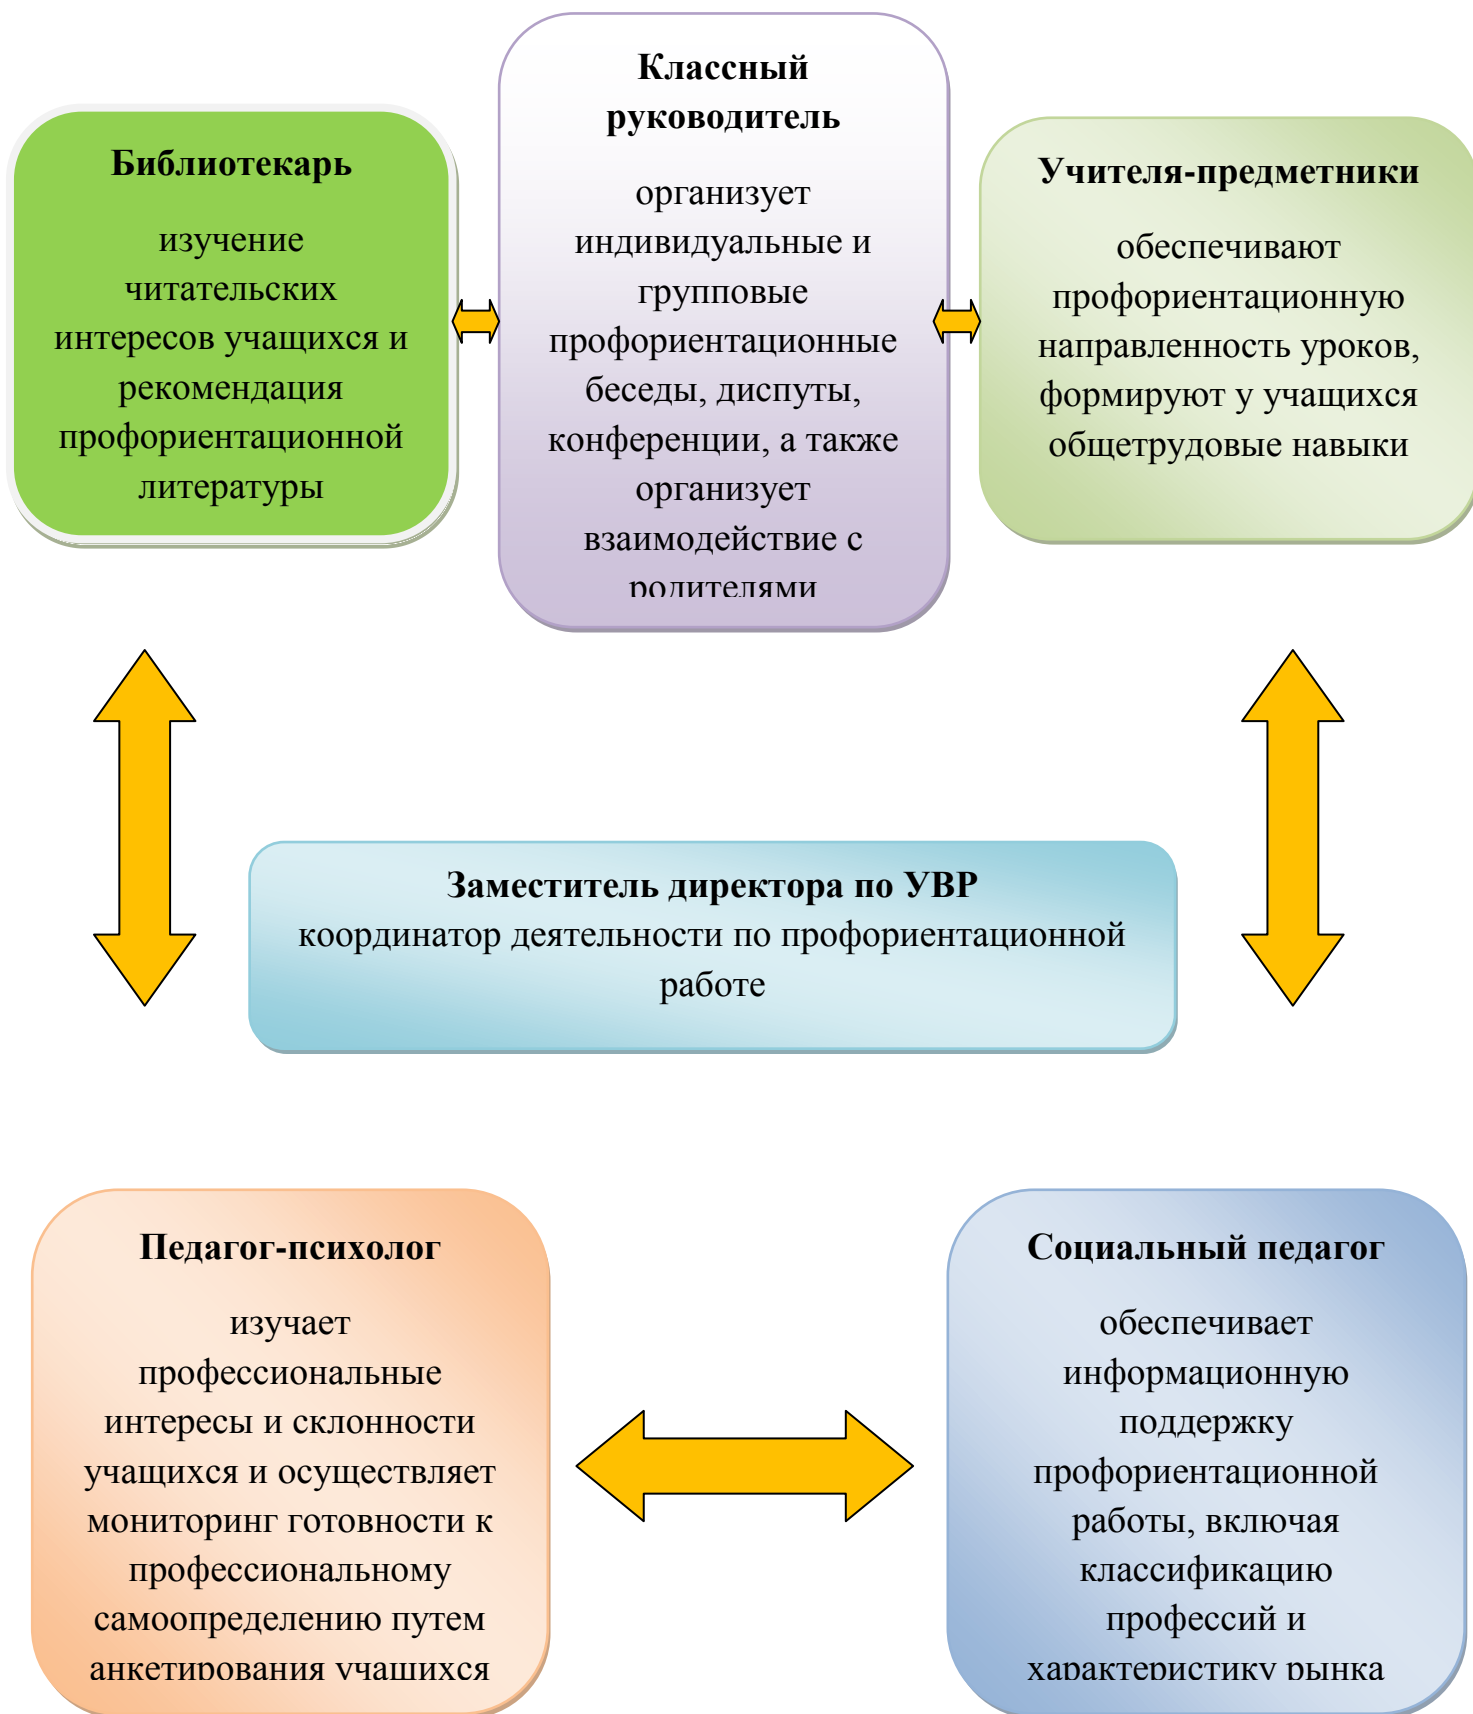 Библиотекарь
изучение
читательских
интересов учащихся и
рекомендация
профориентационной
литературы
Классный
руководитель
организует
индивидуальные и
групповые
профориентационные
беседы, диспуты,
конференции, а также
организует
взаимодействие с
родителями
Учителя-предметники
обеспечивают
профориентационную
направленность уроков,
формируют у учащихся
общетрудовые навыки
Заместитель директора по УВР
координатор деятельности по профориентационной
работе
Педагог-психолог
изучает
профессиональные
интересы и склонности
учащихся и осуществляет
мониторинг готовности к
профессиональному
самоопределению путем
анкетирования учащихся
Социальный педагог
обеспечивает
информационную
поддержку
профориентационной
работы, включая
классификацию
профессий и
характеристику рынка